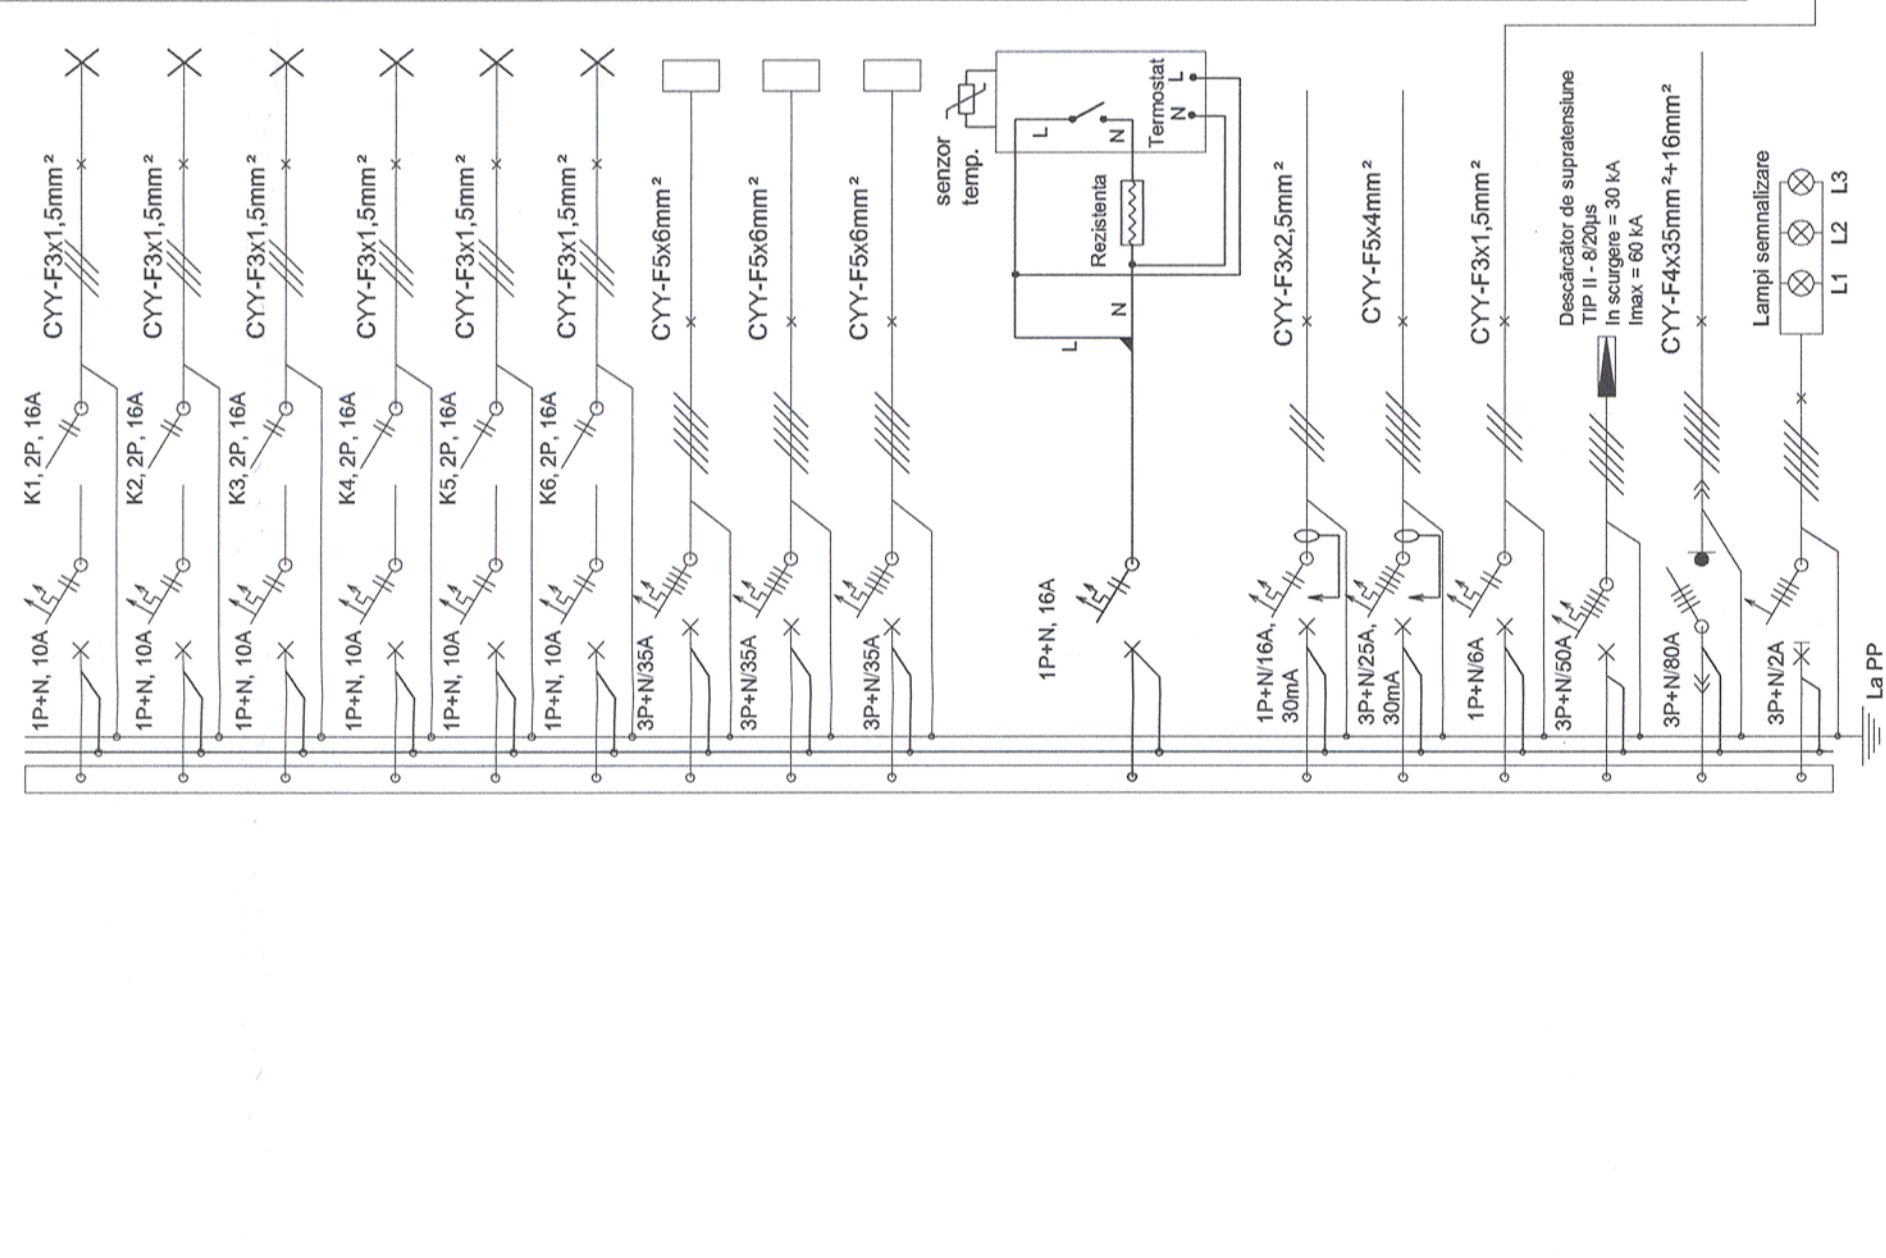 K1, 2P, 16A
CYY-F3x1,5mm²
1P+N, 10A
K2, 2P, 16A
CYY-F3x1,5mm²
1P+N, 10A
K3, 2P, 16A
CYY-F3x1,5mm²
1P+N, 10A
K4, 2P, 16A
CYY-F3x1,5mm²
1P+N, 10A
K5, 2P, 16A
CYY-F3x1,5mm²
1P+N, 10A
K6, 2P, 16A
CYY-F3x1,5mm²
1P+N, 10A
3P+N/35A
CYY-F5x6mm²
3P+N/35A
CYY-F5x6mm²
3P+N/35A
CYY-F5x6mm²
senzor
temp.
1P+N, 16A
L
N
Rezistenta
L
N
Termostat
N
L
1P+N/16A,
30mA
CYY-F3x2,5mm²
3P+N/25A,
30mA
CYY-F5x4mm²
1P+N/6A
CYY-F3x1,5mm²
3P+N/50A
Descărcător de supratensiune
TIP II - 8/20µs
In scurgere = 30 kA
Imax = 60 kA
3P+N/80A
CYY-F4x35mm²+16mm²
3P+N/2A
Lampi semnalizare
L1
L2
L3
La PP